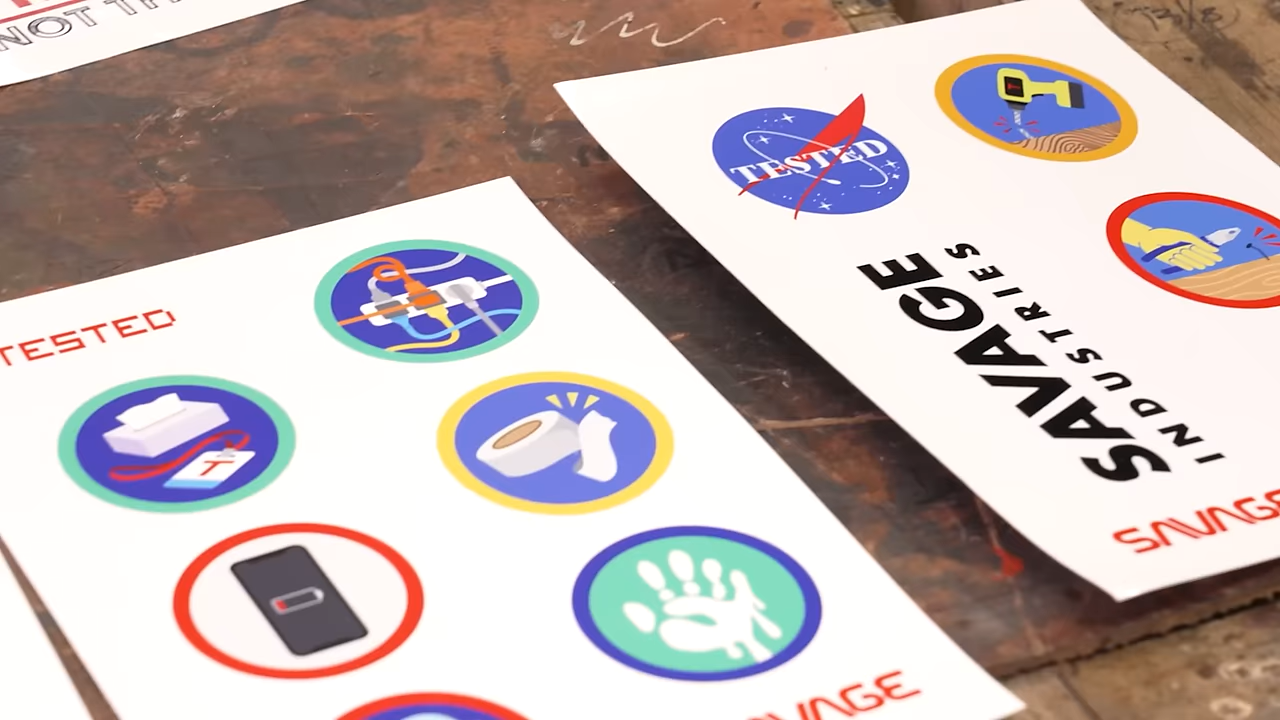 NOT TH
TESTED
TESTED
T
SAVAGE
INDUSTRIES
SAVAGE
SAVAGE